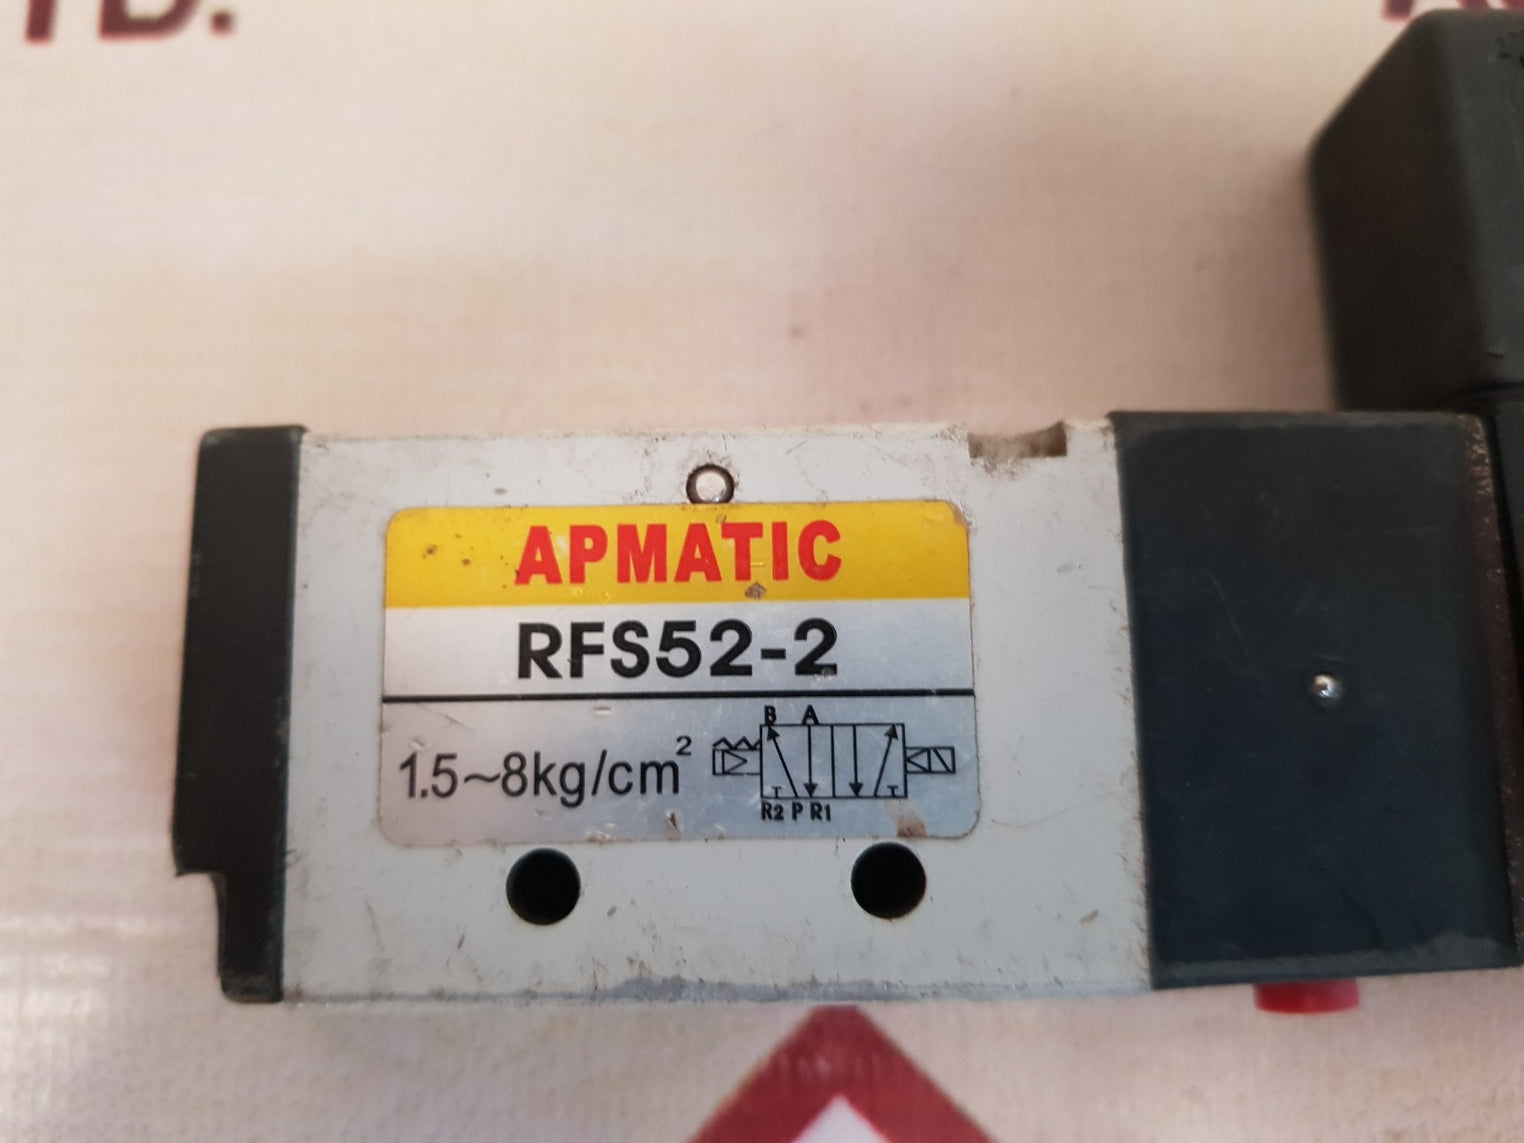 TD.
APMATIC
RFS52-2
1.5~8kg/cm²
B A
R2 P R1